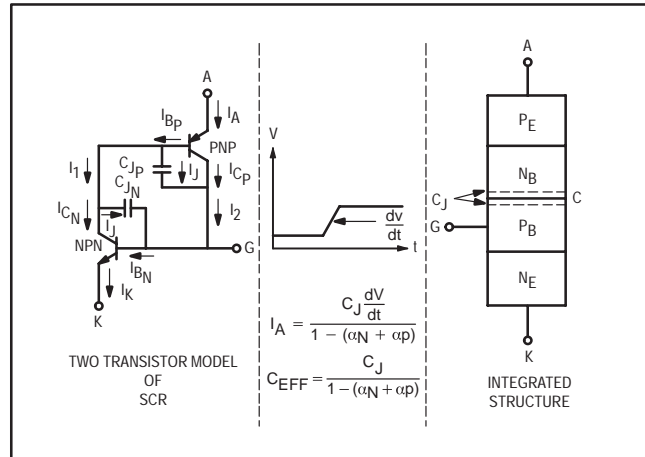 A
I_A
I_BP
PNP
C_JP
I_J
I_CP
I_1
C_JN
I_CN
I_J
I_2
NPN
I_BN
G
I_K
K
TWO TRANSISTOR MODEL
OF
SCR
V
dv
dt
t
I_A = C_J dV/dt / 1 − (αN + αp)
C_EFF = C_J / 1 − (αN + αp)
A
P_E
N_B
C_J
C
G
P_B
N_E
K
INTEGRATED
STRUCTURE